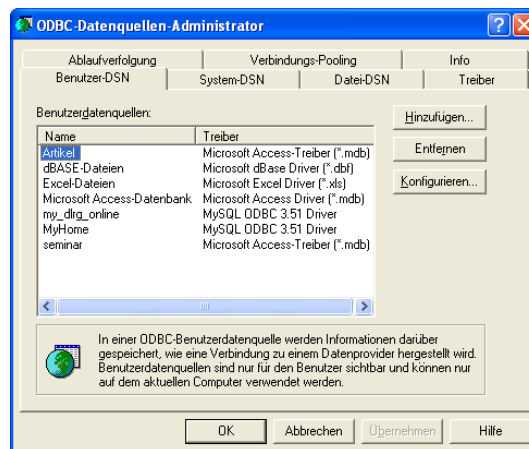 ODBC-Datenquellen-Administrator
Ablaufverfolgung Verbindungs-Pooling Info
Benutzer-DSN System-DSN Datei-DSN Treiber
Benutzerdatenquellen:
Name Treiber
Artikel Microsoft Access-Treiber (*.mdb)
dBASE-Dateien Microsoft dBase Driver (*.dbf)
Excel-Dateien Microsoft Excel Driver (*.xls)
Microsoft Access-Datenbank Microsoft Access-Treiber (*.mdb)
my_dlrg_online MySQL ODBC 3.51 Driver
MyHome MySQL ODBC 3.51 Driver
seminar Microsoft Access-Treiber (*.mdb)
Hinzufügen...
Entfernen
Konfigurieren...
In einer ODBC-Benutzerdatenquelle werden Informationen darüber
gespeichert, wie eine Verbindung zu einem Datenprovider hergestellt wird.
Benutzerdatenquellen sind nur für den Benutzer sichtbar und können nur
auf dem aktuellen Computer verwendet werden.
OK Abbrechen Übernehmen Hilfe